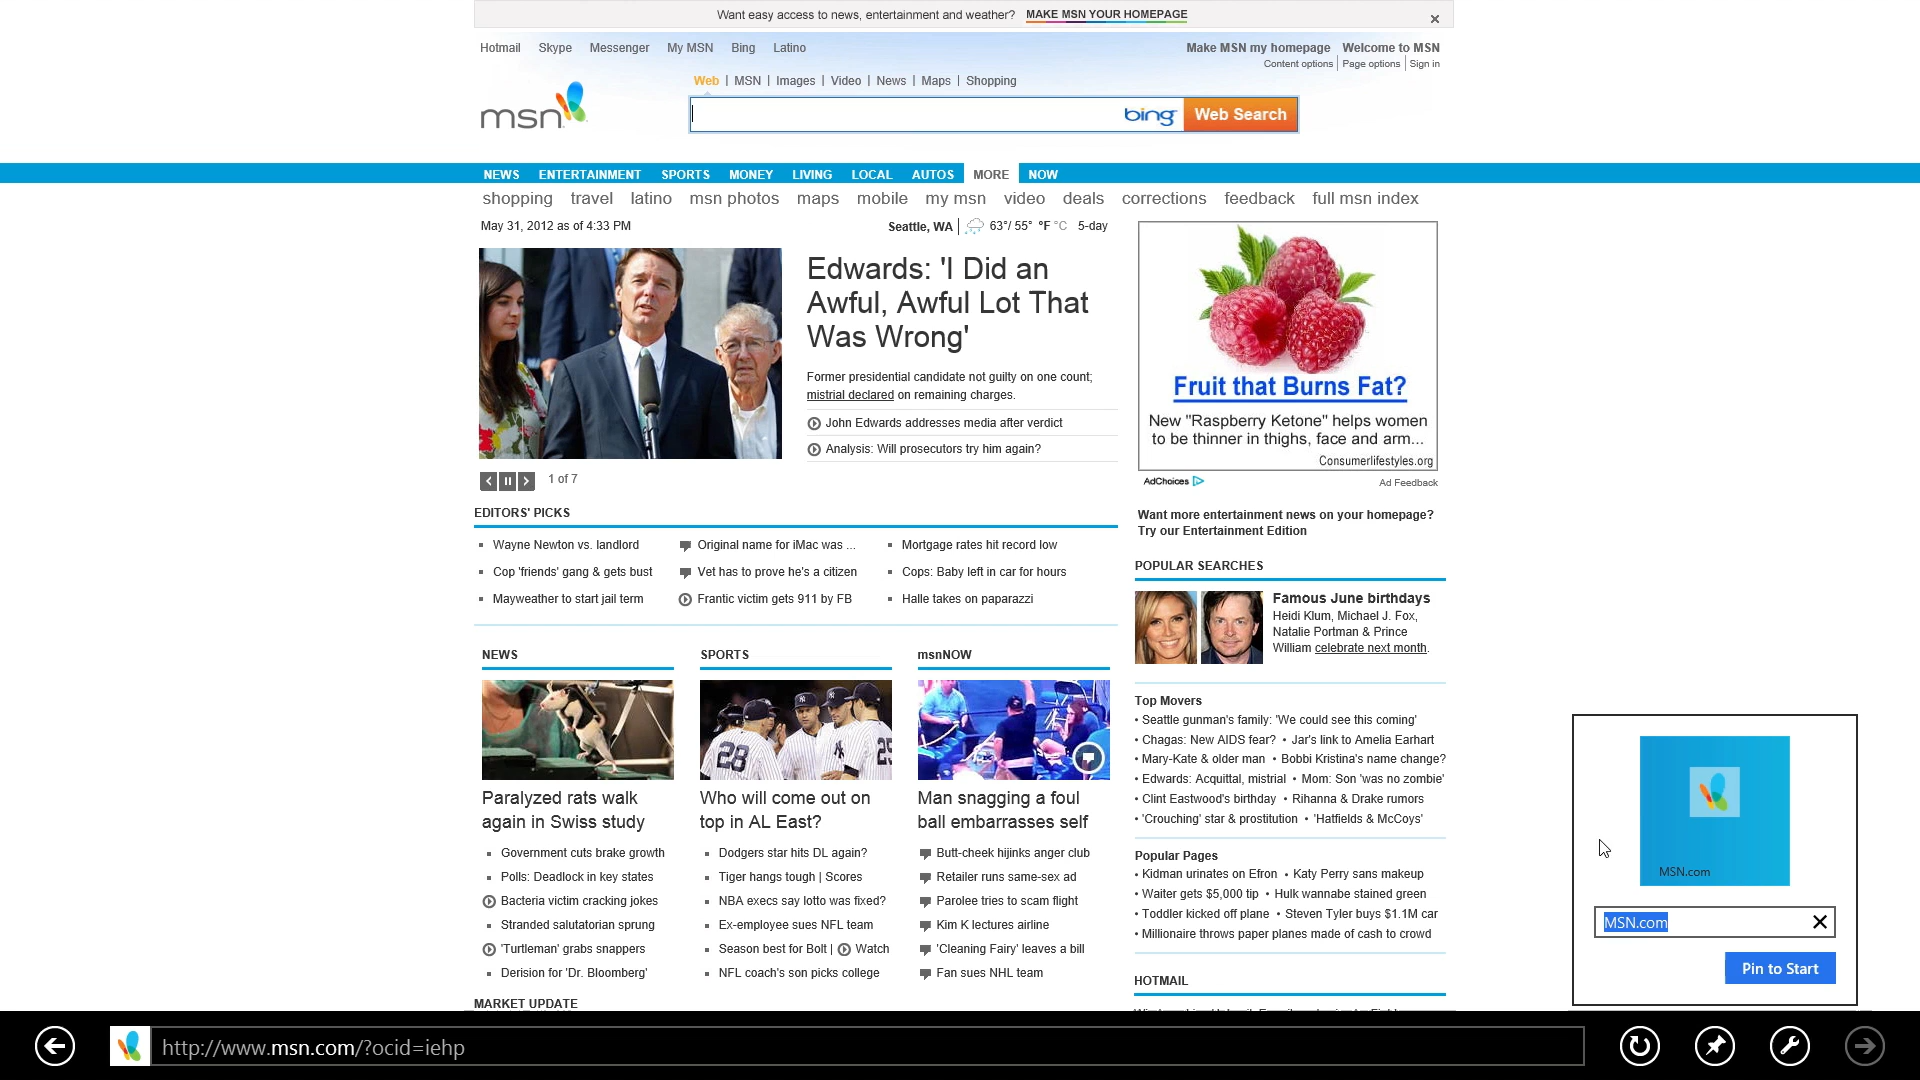 Want easy access to news, entertainment and weather? MAKE MSN YOUR HOMEPAGE
Hotmail Skype Messenger My MSN Bing Latino
Make MSN my homepage Welcome to MSN
Content options | Page options | Sign in
Web | MSN | Images | Video | News | Maps | Shopping
msn
bing Web Search
NEWS ENTERTAINMENT SPORTS MONEY LIVING LOCAL AUTOS MORE NOW
shopping travel latino msn photos maps mobile my msn video deals corrections feedback full msn index
May 31, 2012 as of 4:33 PM
Seattle, WA | 63°/ 55° °F °C 5-day
Edwards: 'I Did an
Awful, Awful Lot That
Was Wrong'
Former presidential candidate not guilty on one count;
mistrial declared on remaining charges.
John Edwards addresses media after verdict
Analysis: Will prosecutors try him again?
1 of 7
Fruit that Burns Fat?
New "Raspberry Ketone" helps women
to be thinner in thighs, face and arm...
Consumerlifestyles.org
AdChoices
Ad Feedback
EDITORS' PICKS
Wayne Newton vs. landlord
Cop 'friends' gang & gets bust
Mayweather to start jail term
Original name for iMac was ...
Vet has to prove he's a citizen
Frantic victim gets 911 by FB
Mortgage rates hit record low
Cops: Baby left in car for hours
Halle takes on paparazzi
Want more entertainment news on your homepage?
Try our Entertainment Edition
POPULAR SEARCHES
Famous June birthdays
Heidi Klum, Michael J. Fox,
Natalie Portman & Prince
William celebrate next month.
NEWS
Paralyzed rats walk
again in Swiss study
Government cuts brake growth
Polls: Deadlock in key states
Bacteria victim cracking jokes
Stranded salutatorian sprung
'Turtleman' grabs snappers
Derision for 'Dr. Bloomberg'
SPORTS
28
25
Who will come out on
top in AL East?
Dodgers star hits DL again?
Tiger hangs tough | Scores
NBA execs say lotto was fixed?
Ex-employee sues NFL team
Season best for Bolt | Watch
NFL coach's son picks college
msnNOW
Man snagging a foul
ball embarrasses self
Butt-cheek hijinks anger club
Retailer runs same-sex ad
Parolee tries to scam flight
Kim K lectures airline
'Cleaning Fairy' leaves a bill
Fan sues NHL team
Top Movers
• Seattle gunman's family: 'We could see this coming'
• Chagas: New AIDS fear? • Jar's link to Amelia Earhart
• Mary-Kate & older man • Bobbi Kristina's name change?
• Edwards: Acquittal, mistrial • Mom: Son 'was no zombie'
• Clint Eastwood's birthday • Rihanna & Drake rumors
• 'Crouching' star & prostitution • 'Hatfields & McCoys'
Popular Pages
• Kidman urinates on Efron • Katy Perry sans makeup
• Waiter gets $5,000 tip • Hulk wannabe stained green
• Toddler kicked off plane • Steven Tyler buys $1.1M car
• Millionaire throws paper planes made of cash to crowd
HOTMAIL
MARKET UPDATE
MSN.com
MSN.com
Pin to Start
http://www.msn.com/?ocid=iehp